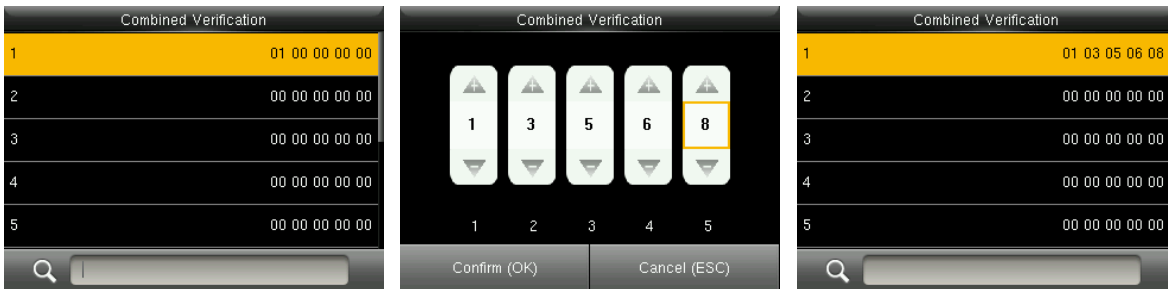 Combined Verification
1 01 00 00 00 00
2 00 00 00 00 00
3 00 00 00 00 00
4 00 00 00 00 00
5 00 00 00 00 00
Combined Verification
1 3 5 6 8
1 2 3 4 5
Confirm (OK) Cancel (ESC)
Combined Verification
1 01 03 05 06 08
2 00 00 00 00 00
3 00 00 00 00 00
4 00 00 00 00 00
5 00 00 00 00 00